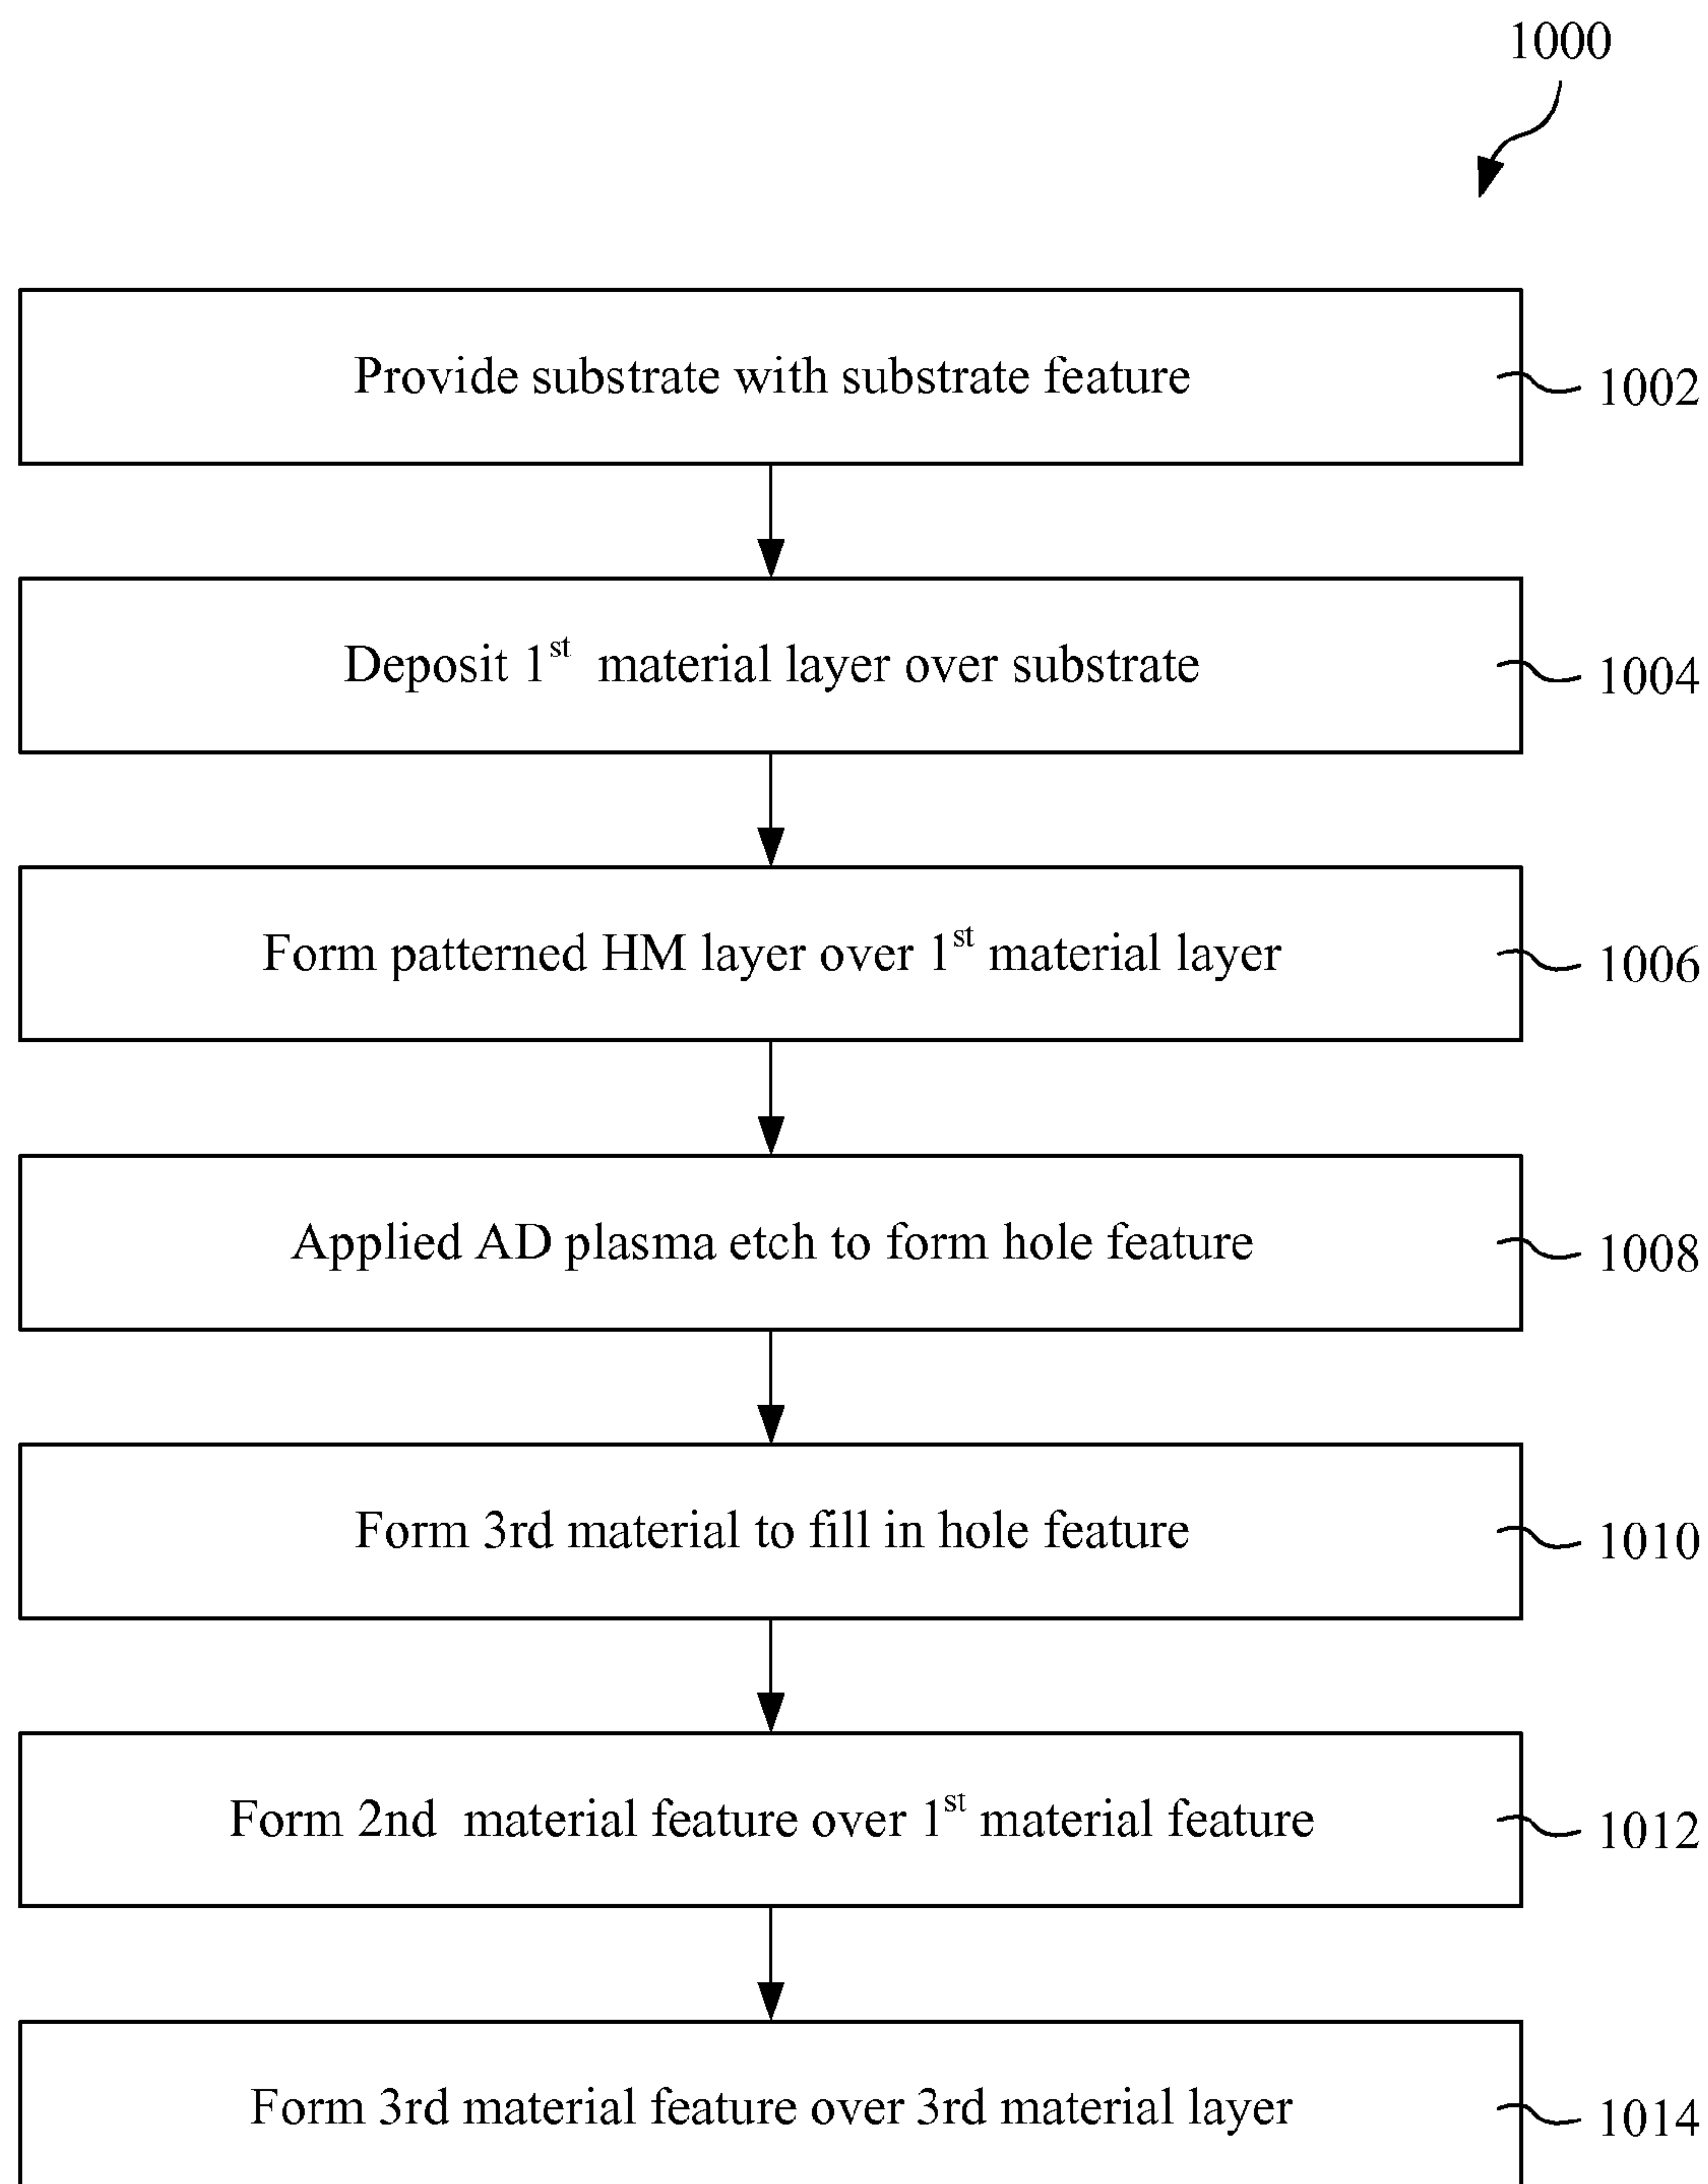 1000
Provide substrate with substrate feature
1002
Deposit 1st material layer over substrate
1004
Form patterned HM layer over 1st material layer
1006
Applied AD plasma etch to form hole feature
1008
Form 3rd material to fill in hole feature
1010
Form 2nd material feature over 1st material feature
1012
Form 3rd material feature over 3rd material layer
1014